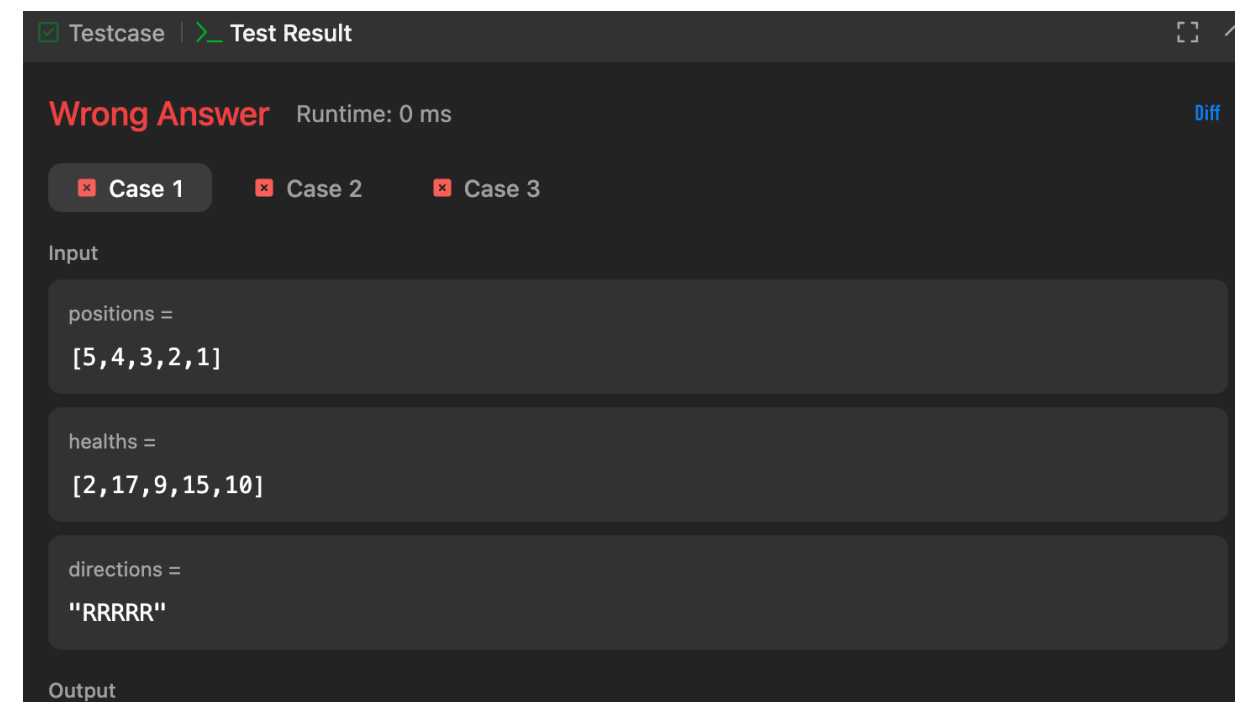 Testcase | >_ Test Result
Wrong Answer Runtime: 0 ms Diff
Case 1 Case 2 Case 3
Input
positions =
[5,4,3,2,1]
healths =
[2,17,9,15,10]
directions =
"RRRRR"
Output